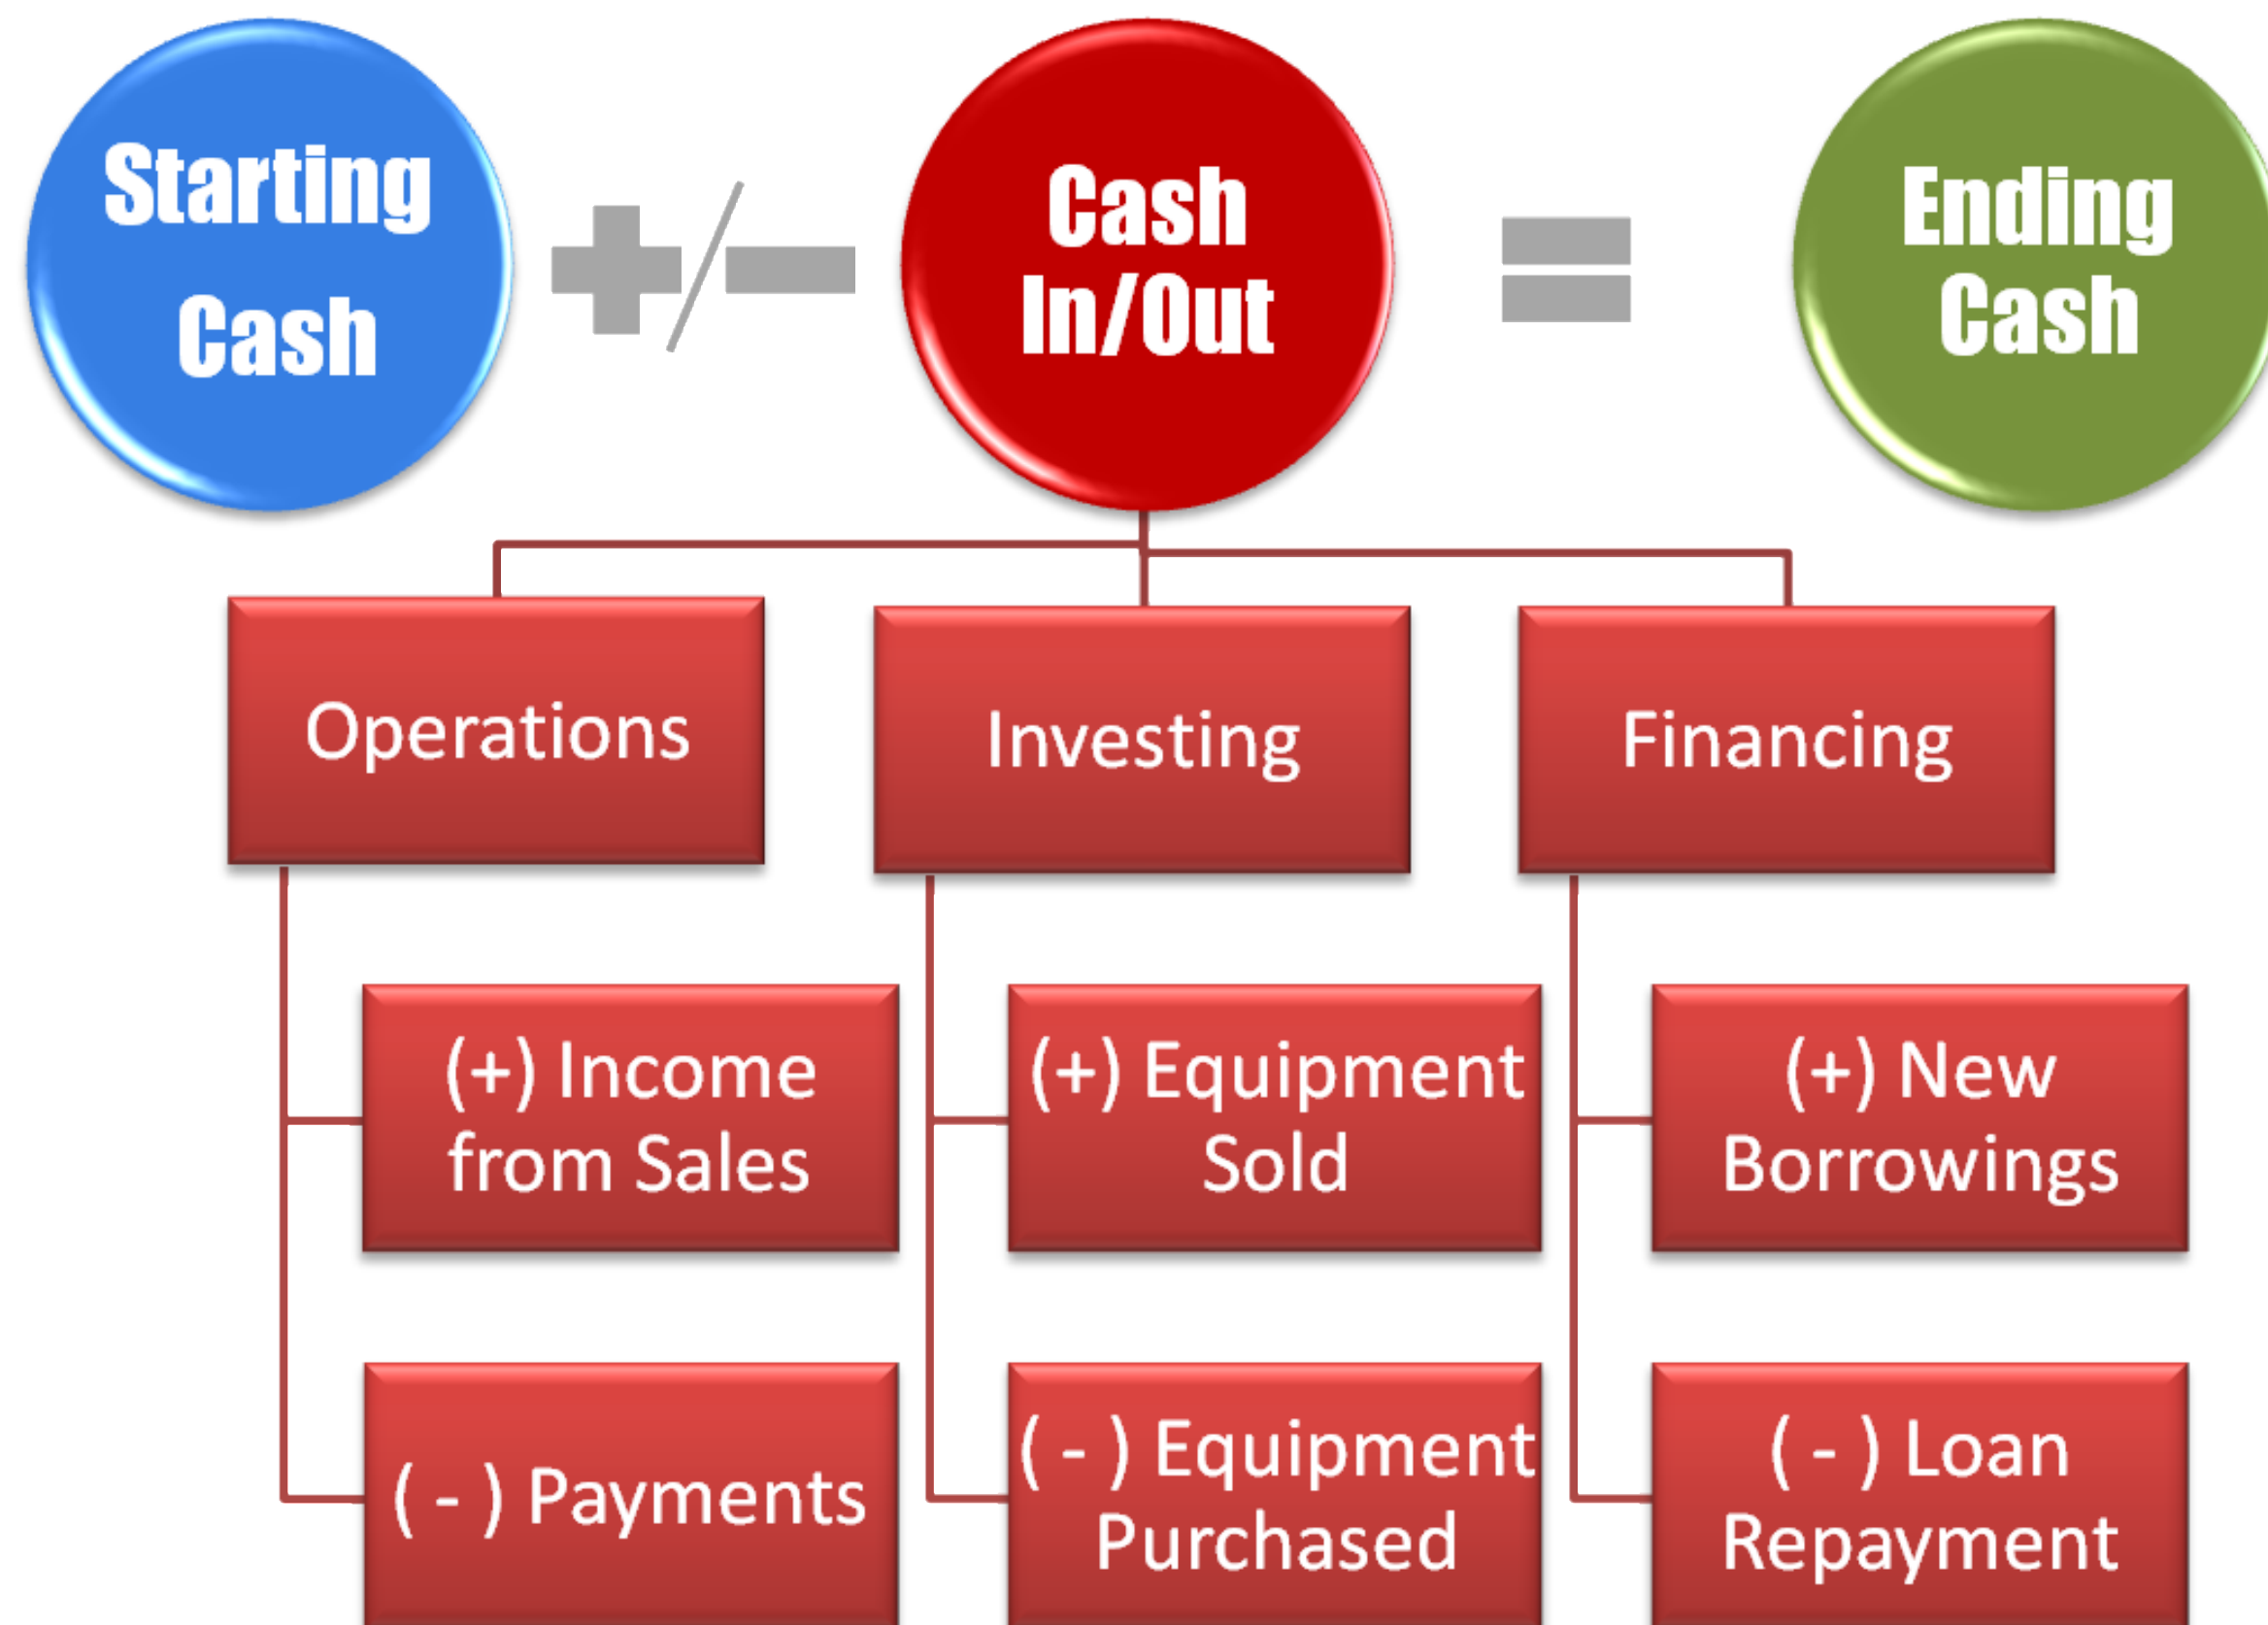 Starting
Cash
+/-
Cash
In/Out
=
Ending
Cash
Operations
Investing
Financing
(+) Income
from Sales
(+) Equipment
Sold
(+) New
Borrowings
( - ) Payments
( - ) Equipment
Purchased
( - ) Loan
Repayment